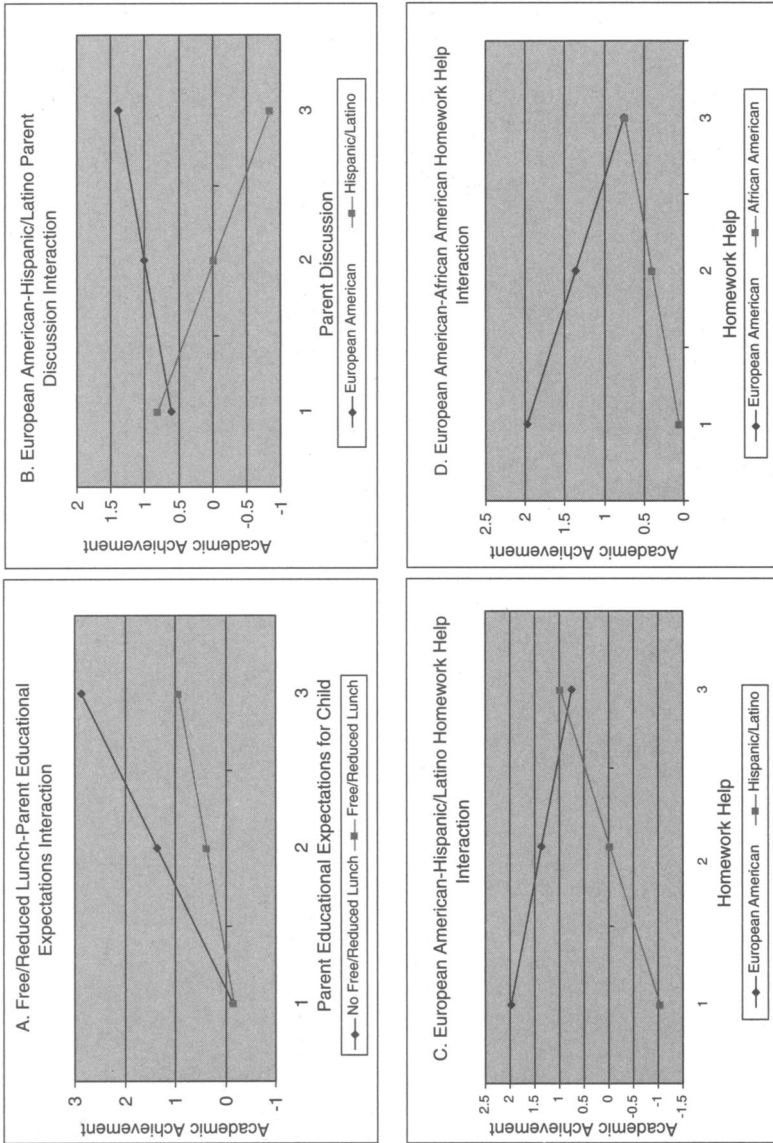 A. Free/Reduced Lunch-Parent Educational
Expectations Interaction
Academic Achievement
3
2
1
0
-1
1
2
3
Parent Educational Expectations for Child
No Free/Reduced Lunch
Free/Reduced Lunch
B. European American-Hispanic/Latino Parent
Discussion Interaction
Academic Achievement
2
1.5
1
0.5
0
-0.5
-1
1
2
3
Parent Discussion
European American
Hispanic/Latino
C. European American-Hispanic/Latino Homework Help
Interaction
Academic Achievement
2.5
2
1.5
1
0.5
0
-0.5
-1
-1.5
1
2
3
Homework Help
European American
Hispanic/Latino
D. European American-African American Homework Help
Interaction
Academic Achievement
2.5
2
1.5
1
0.5
0
1
2
3
Homework Help
European American
African American